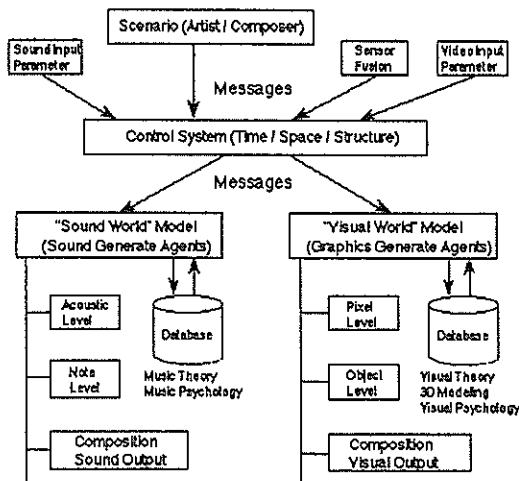 Scenario (Artist / Composer)
Sound Input
Parameter
Sensor
Fusion
Video Input
Parameter
Messages
Control System (Time / Space / Structure)
Messages
"Sound World" Model
(Sound Generate Agents)
"Visual World" Model
(Graphics Generate Agents)
Acoustic
Level
Database
Note
Level
Music Theory
Music Psychology
Composition
Sound Output
Pixel
Level
Database
Object
Level
Visual Theory
3D Modeling
Visual Psychology
Composition
Visual Output